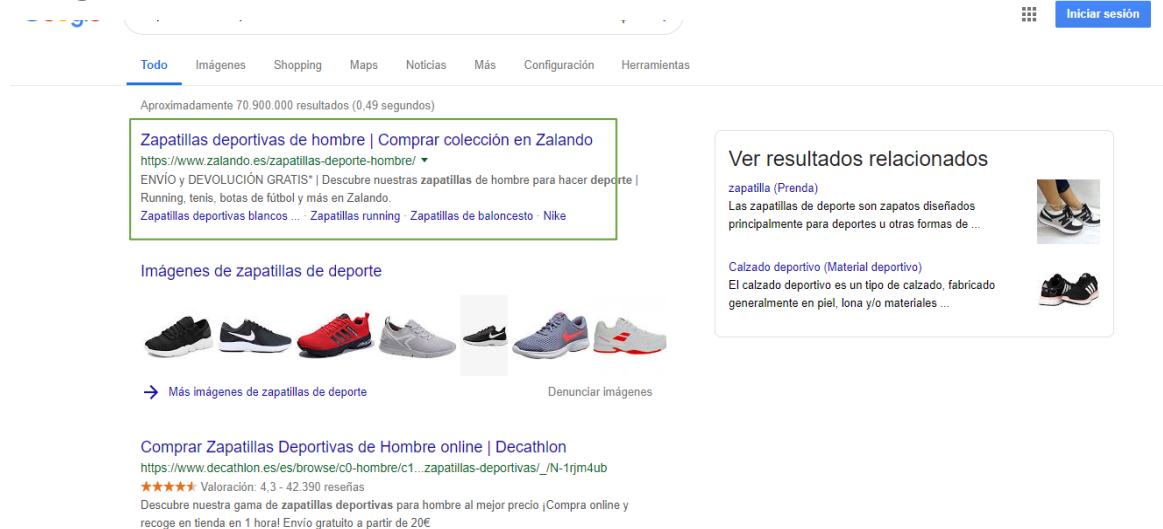 Iniciar sesión
Todo Imágenes Shopping Maps Noticias Más Configuración Herramientas
Aproximadamente 70.900.000 resultados (0,49 segundos)
Zapatillas deportivas de hombre | Comprar colección en Zalando
https://www.zalando.es/zapatillas-deporte-hombre/
ENVÍO y DEVOLUCIÓN GRATIS* | Descubre nuestras zapatillas de hombre para hacer deporte |
Running, tenis, botas de fútbol y más en Zalando.
Zapatillas deportivas blancos ... · Zapatillas running · Zapatillas de baloncesto · Nike
Imágenes de zapatillas de deporte
Más imágenes de zapatillas de deporte
Denunciar imágenes
Comprar Zapatillas Deportivas de Hombre online | Decathlon
https://www.decathlon.es/es/browse/c0-hombre/c1...zapatillas-deportivas/_/N-1rjm4ub
Valoración: 4,3 - 42.390 reseñas
Descubre nuestra gama de zapatillas deportivas para hombre al mejor precio ¡Compra online y
recoge en tienda en 1 hora! Envío gratuito a partir de 20€
Ver resultados relacionados
zapatilla (Prenda)
Las zapatillas de deporte son zapatos diseñados
principalmente para deportes u otras formas de ...
Calzado deportivo (Material deportivo)
El calzado deportivo es un tipo de calzado, fabricado
generalmente en piel, lona y/o materiales ...